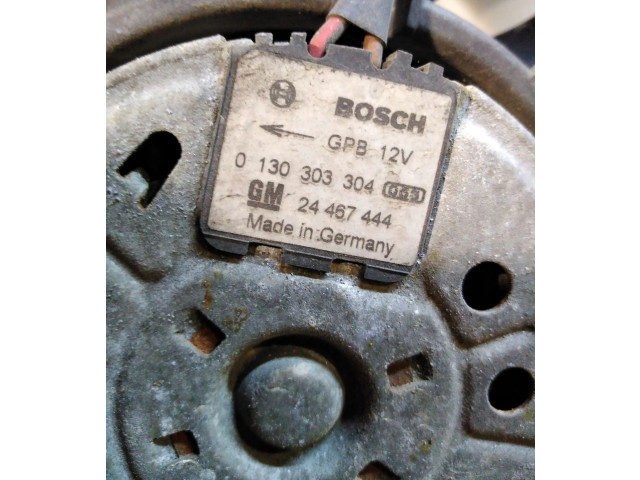 BOSCH
GPB 12V
0 130 303 304
GM 24 467 444
Made in Germany